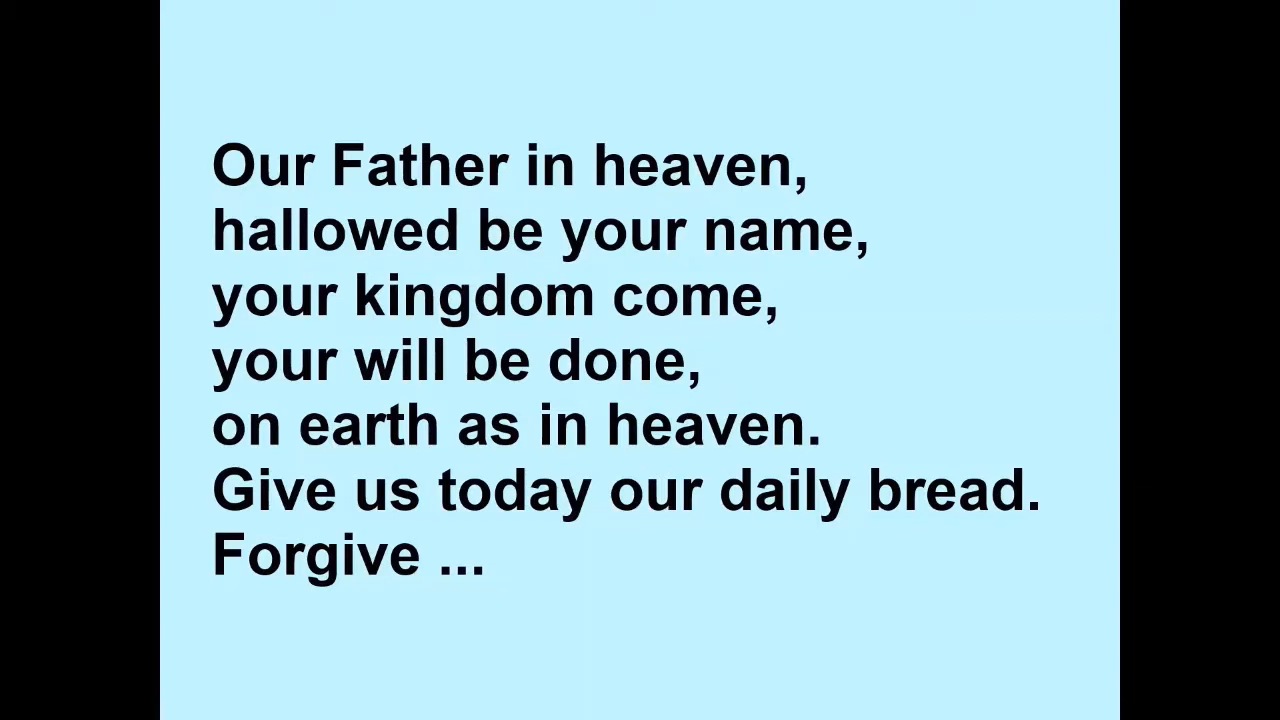 Our Father in heaven,
hallowed be your name,
your kingdom come,
your will be done,
on earth as in heaven.
Give us today our daily bread.
Forgive ...